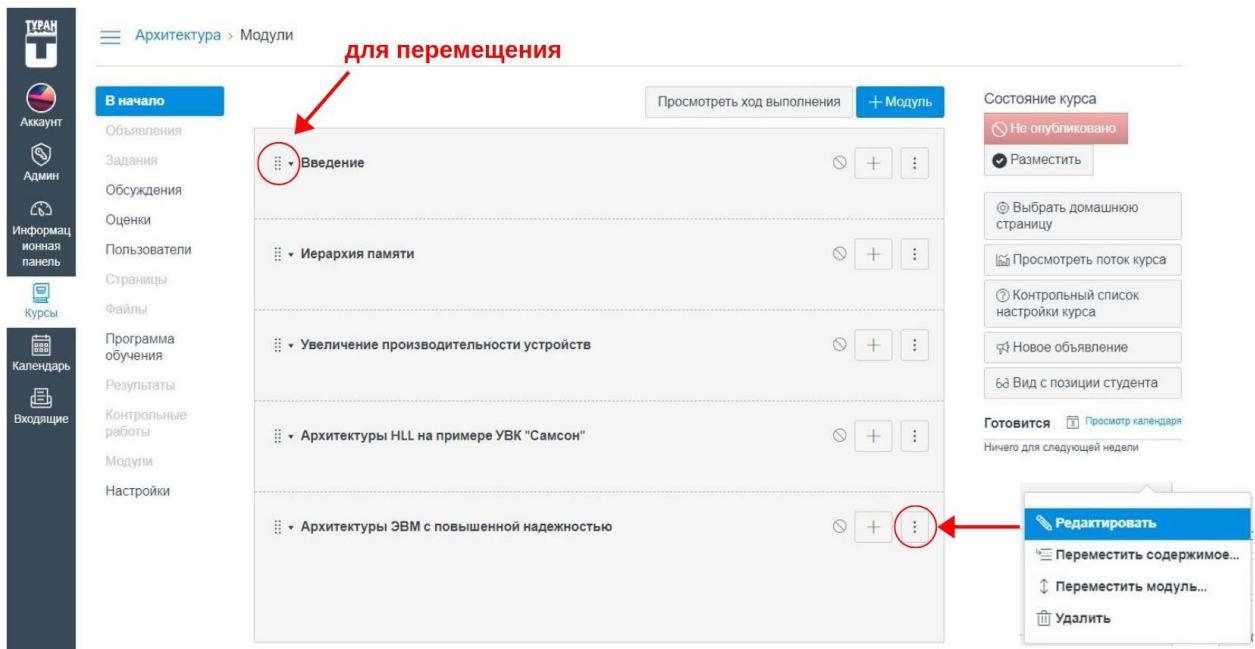 ТУРАН
Аккаунт
Админ
Информац
ионная
панель
Курсы
Календарь
Входящие
Архитектура > Модули
для перемещения
В начало
Объявления
Задания
Обсуждения
Оценки
Пользователи
Страницы
Файлы
Программа
обучения
Результаты
Контрольные
работы
Модули
Настройки
Просмотреть ход выполнения
+ Модуль
Введение
Иерархия памяти
Увеличение производительности устройств
Архитектуры HLL на примере УВК "Самсон"
Архитектуры ЭВМ с повышенной надежностью
Состояние курса
Не опубликовано
Разместить
Выбрать домашнюю
страницу
Просмотреть поток курса
Контрольный список
настройки курса
Новое объявление
Вид с позиции студента
Готовится
Просмотр календаря
Ничего для следующей недели
Редактировать
Переместить содержимое...
Переместить модуль...
Удалить